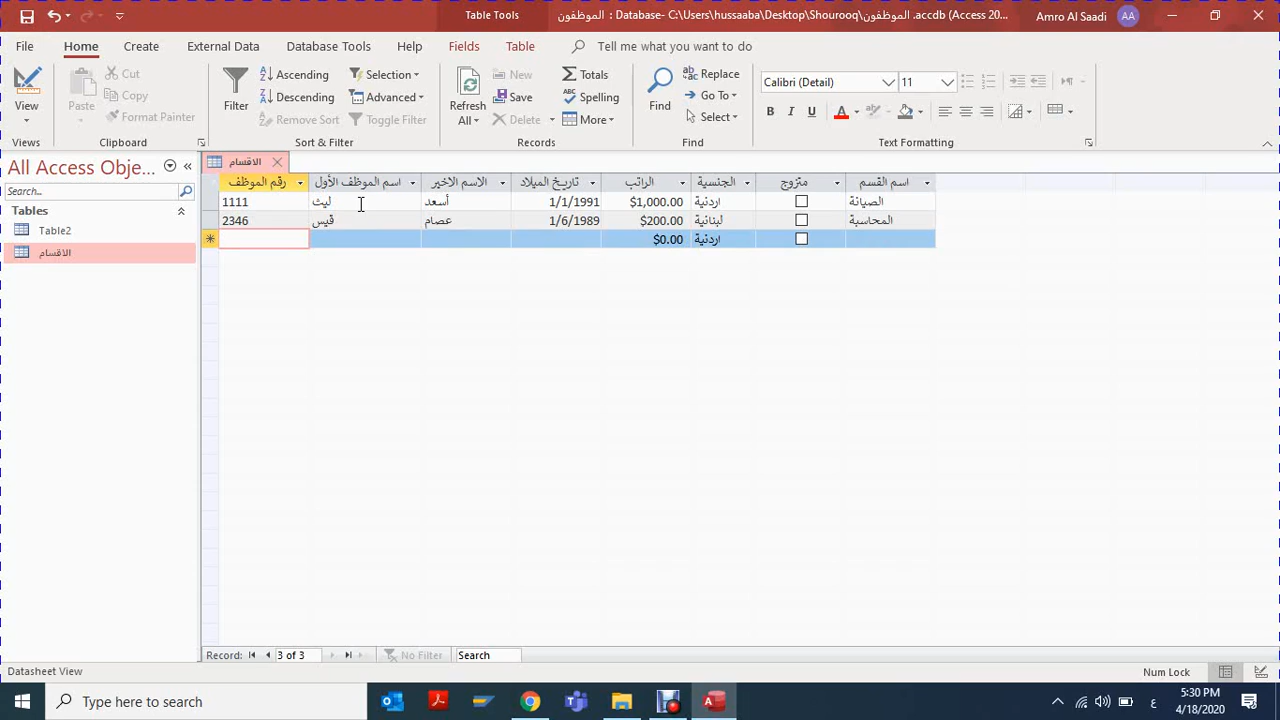 Table Tools
الموظفون : Database- C:\Users\hussaaba\Desktop\Shourooq\الموظفون .accdb (Access 20...
Amro Al Saadi
AA
File
Home
Create
External Data
Database Tools
Help
Fields
Table
Tell me what you want to do
View
Views
Paste
Cut
Copy
Format Painter
Clipboard
Filter
Ascending
Descending
Remove Sort
Selection
Advanced
Toggle Filter
Sort & Filter
Refresh
All
New
Save
Delete
Totals
Spelling
More
Records
Find
Replace
Go To
Select
Find
Calibri (Detail)
11
B I U
Text Formatting
All Access Obje...
Search...
Tables
Table2
الاقسام
الاقسام
رقم الموظف اسم الموظف الأول الاسم الاخير تاريخ الميلاد الراتب الجنسية متزوج اسم القسم
1111 ليث أسعد 1/1/1991 $1,000.00 اردنية الصيانة
2346 قيس عصام 1/6/1989 $200.00 لبنانية المحاسبة
$0.00 اردنية
Record: 3 of 3 No Filter Search
Datasheet View
Num Lock
Type here to search
ع
5:30 PM
4/18/2020